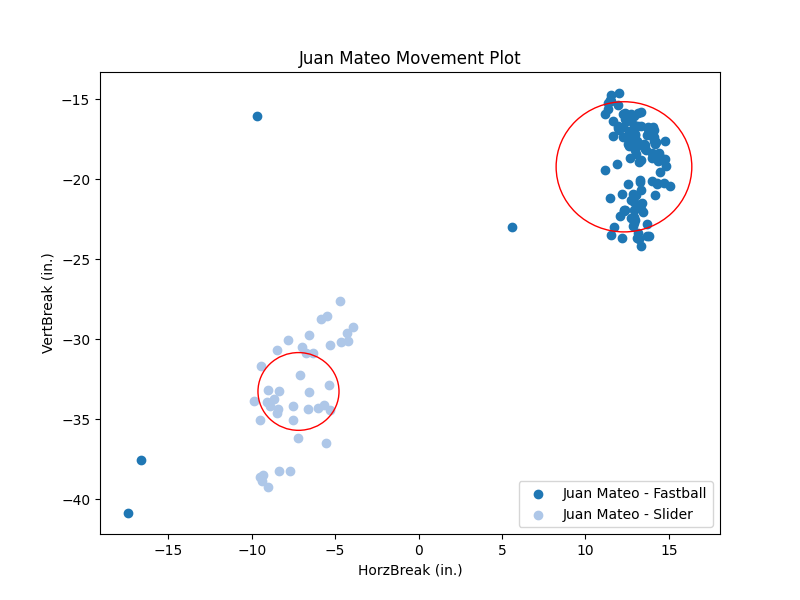 Juan Mateo Movement Plot
VertBreak (in.)
−15
−20
−25
−30
−35
−40
−15
−10
−5
0
5
10
15
HorzBreak (in.)
Juan Mateo - Fastball
Juan Mateo - Slider